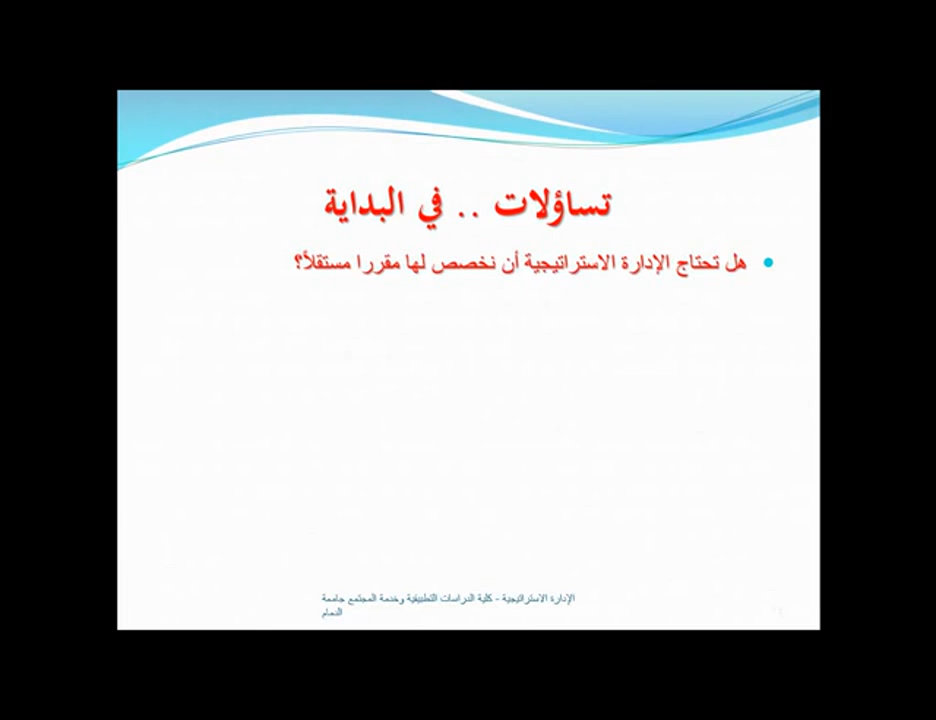 تساؤلات .. في البداية
هل تحتاج الإدارة الاستراتيجية أن نخصص لها مقررا مستقلاً؟
الإدارة الاستراتيجية - كلية الدراسات التطبيقية وخدمة المجتمع جامعة
الدمام